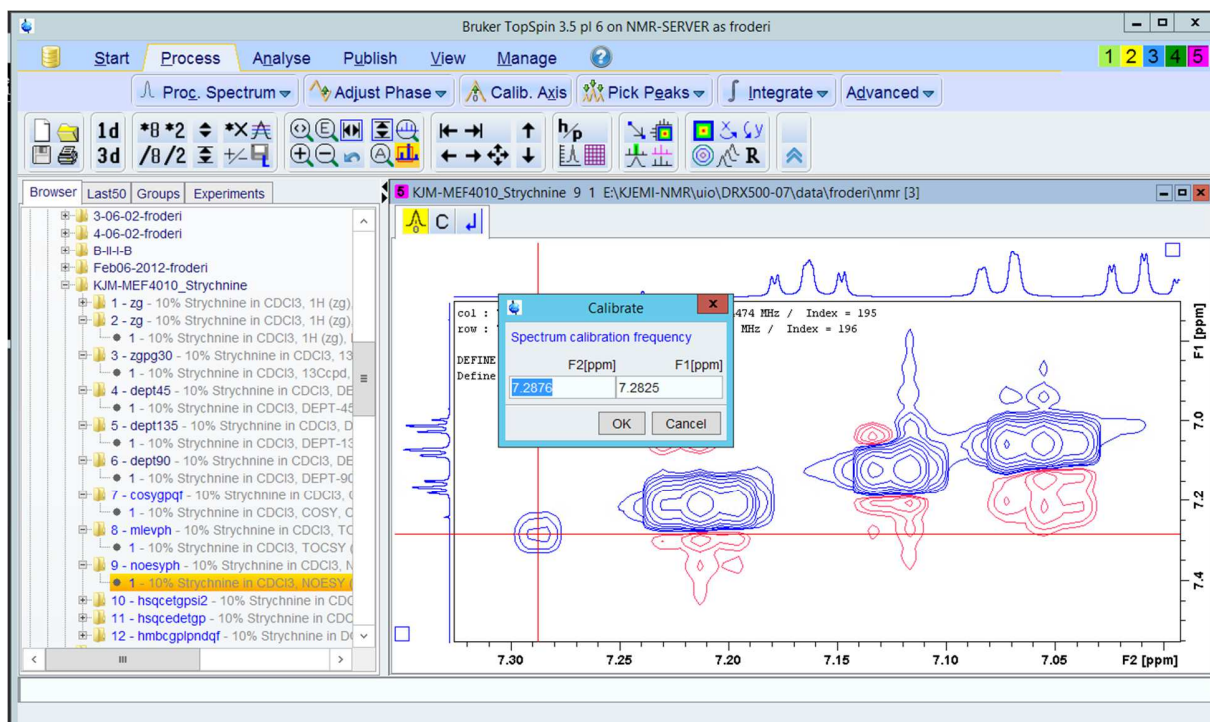 Bruker TopSpin 3.5 pl 6 on NMR-SERVER as froderi
Start Process Analyse Publish View Manage ? 1 2 3 4 5
Proc. Spectrum Adjust Phase Calib. Axis Pick Peaks Integrate Advanced
1d *8 *2 *X E h/p
3d /8 /2 A R
Browser Last50 Groups Experiments
3-06-02-froderi
4-06-02-froderi
B-II-I-B
Feb06-2012-froderi
KJM-MEF4010_Strychnine
1 - zg - 10% Strychnine in CDCl3, 1H (zg),
2 - zg - 10% Strychnine in CDCl3, 1H (zg),
1 - 10% Strychnine in CDCl3, 1H (zg),
3 - zgpg30 - 10% Strychnine in CDCl3, 13
1 - 10% Strychnine in CDCl3, 13Ccpd,
4 - dept45 - 10% Strychnine in CDCl3, DE
1 - 10% Strychnine in CDCl3, DEPT-45
5 - dept135 - 10% Strychnine in CDCl3, D
1 - 10% Strychnine in CDCl3, DEPT-13
6 - dept90 - 10% Strychnine in CDCl3, DE
1 - 10% Strychnine in CDCl3, DEPT-90
7 - cosygpqf - 10% Strychnine in CDCl3,
1 - 10% Strychnine in CDCl3, COSY, C
8 - mlevph - 10% Strychnine in CDCl3, TO
1 - 10% Strychnine in CDCl3, TOCSY (
9 - noesyph - 10% Strychnine in CDCl3, N
1 - 10% Strychnine in CDCl3, NOESY (
10 - hsqcetgpsi2 - 10% Strychnine in CDC
11 - hsqcedetgp - 10% Strychnine in CDC
12 - hmbcgplpndqf - 10% Strychnine in DC
5 KJM-MEF4010_Strychnine 9 1 E:\KJEMI-NMR\uio\DRX500-07\data\froderi\nmr [3]
C
col :
474 MHz / Index = 195
row :
MHz / Index = 196
DEFINE
Define
Calibrate
Spectrum calibration frequency
F2[ppm] F1[ppm]
7.2876 7.2825
OK Cancel
F1 [ppm]
7.0
7.2
7.4
7.30 7.25 7.20 7.15 7.10 7.05 F2 [ppm]